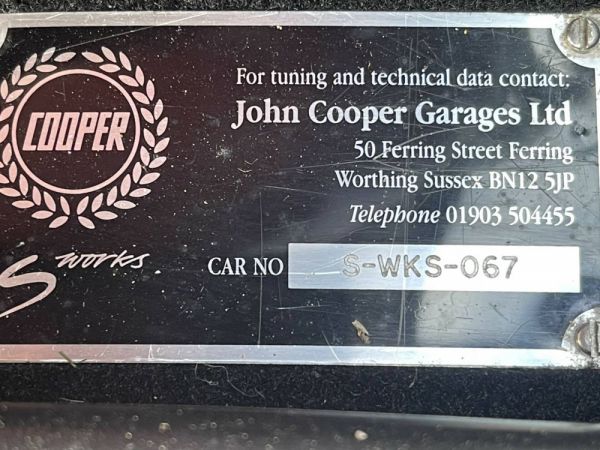 COOPER
S works
For tuning and technical data contact:
John Cooper Garages Ltd
50 Ferring Street Ferring
Worthing Sussex BN12 5JP
Telephone 01903 504455
CAR NO S-WKS-067